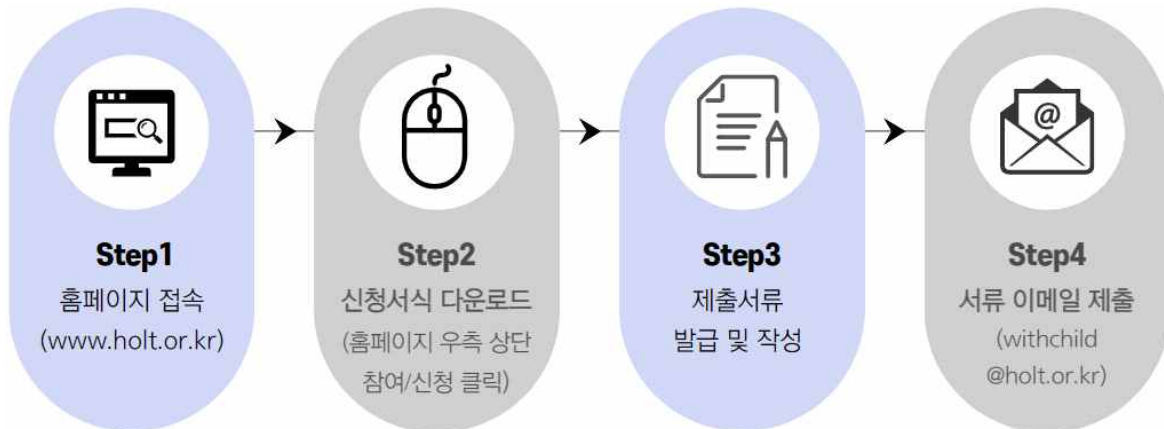 @
Step1
홈페이지 접속
(www.holt.or.kr)
Step2
신청서식 다운로드
(홈페이지 우측 상단
참여/신청 클릭)
Step3
제출서류
발급 및 작성
Step4
서류 이메일 제출
(withchild
@holt.or.kr)